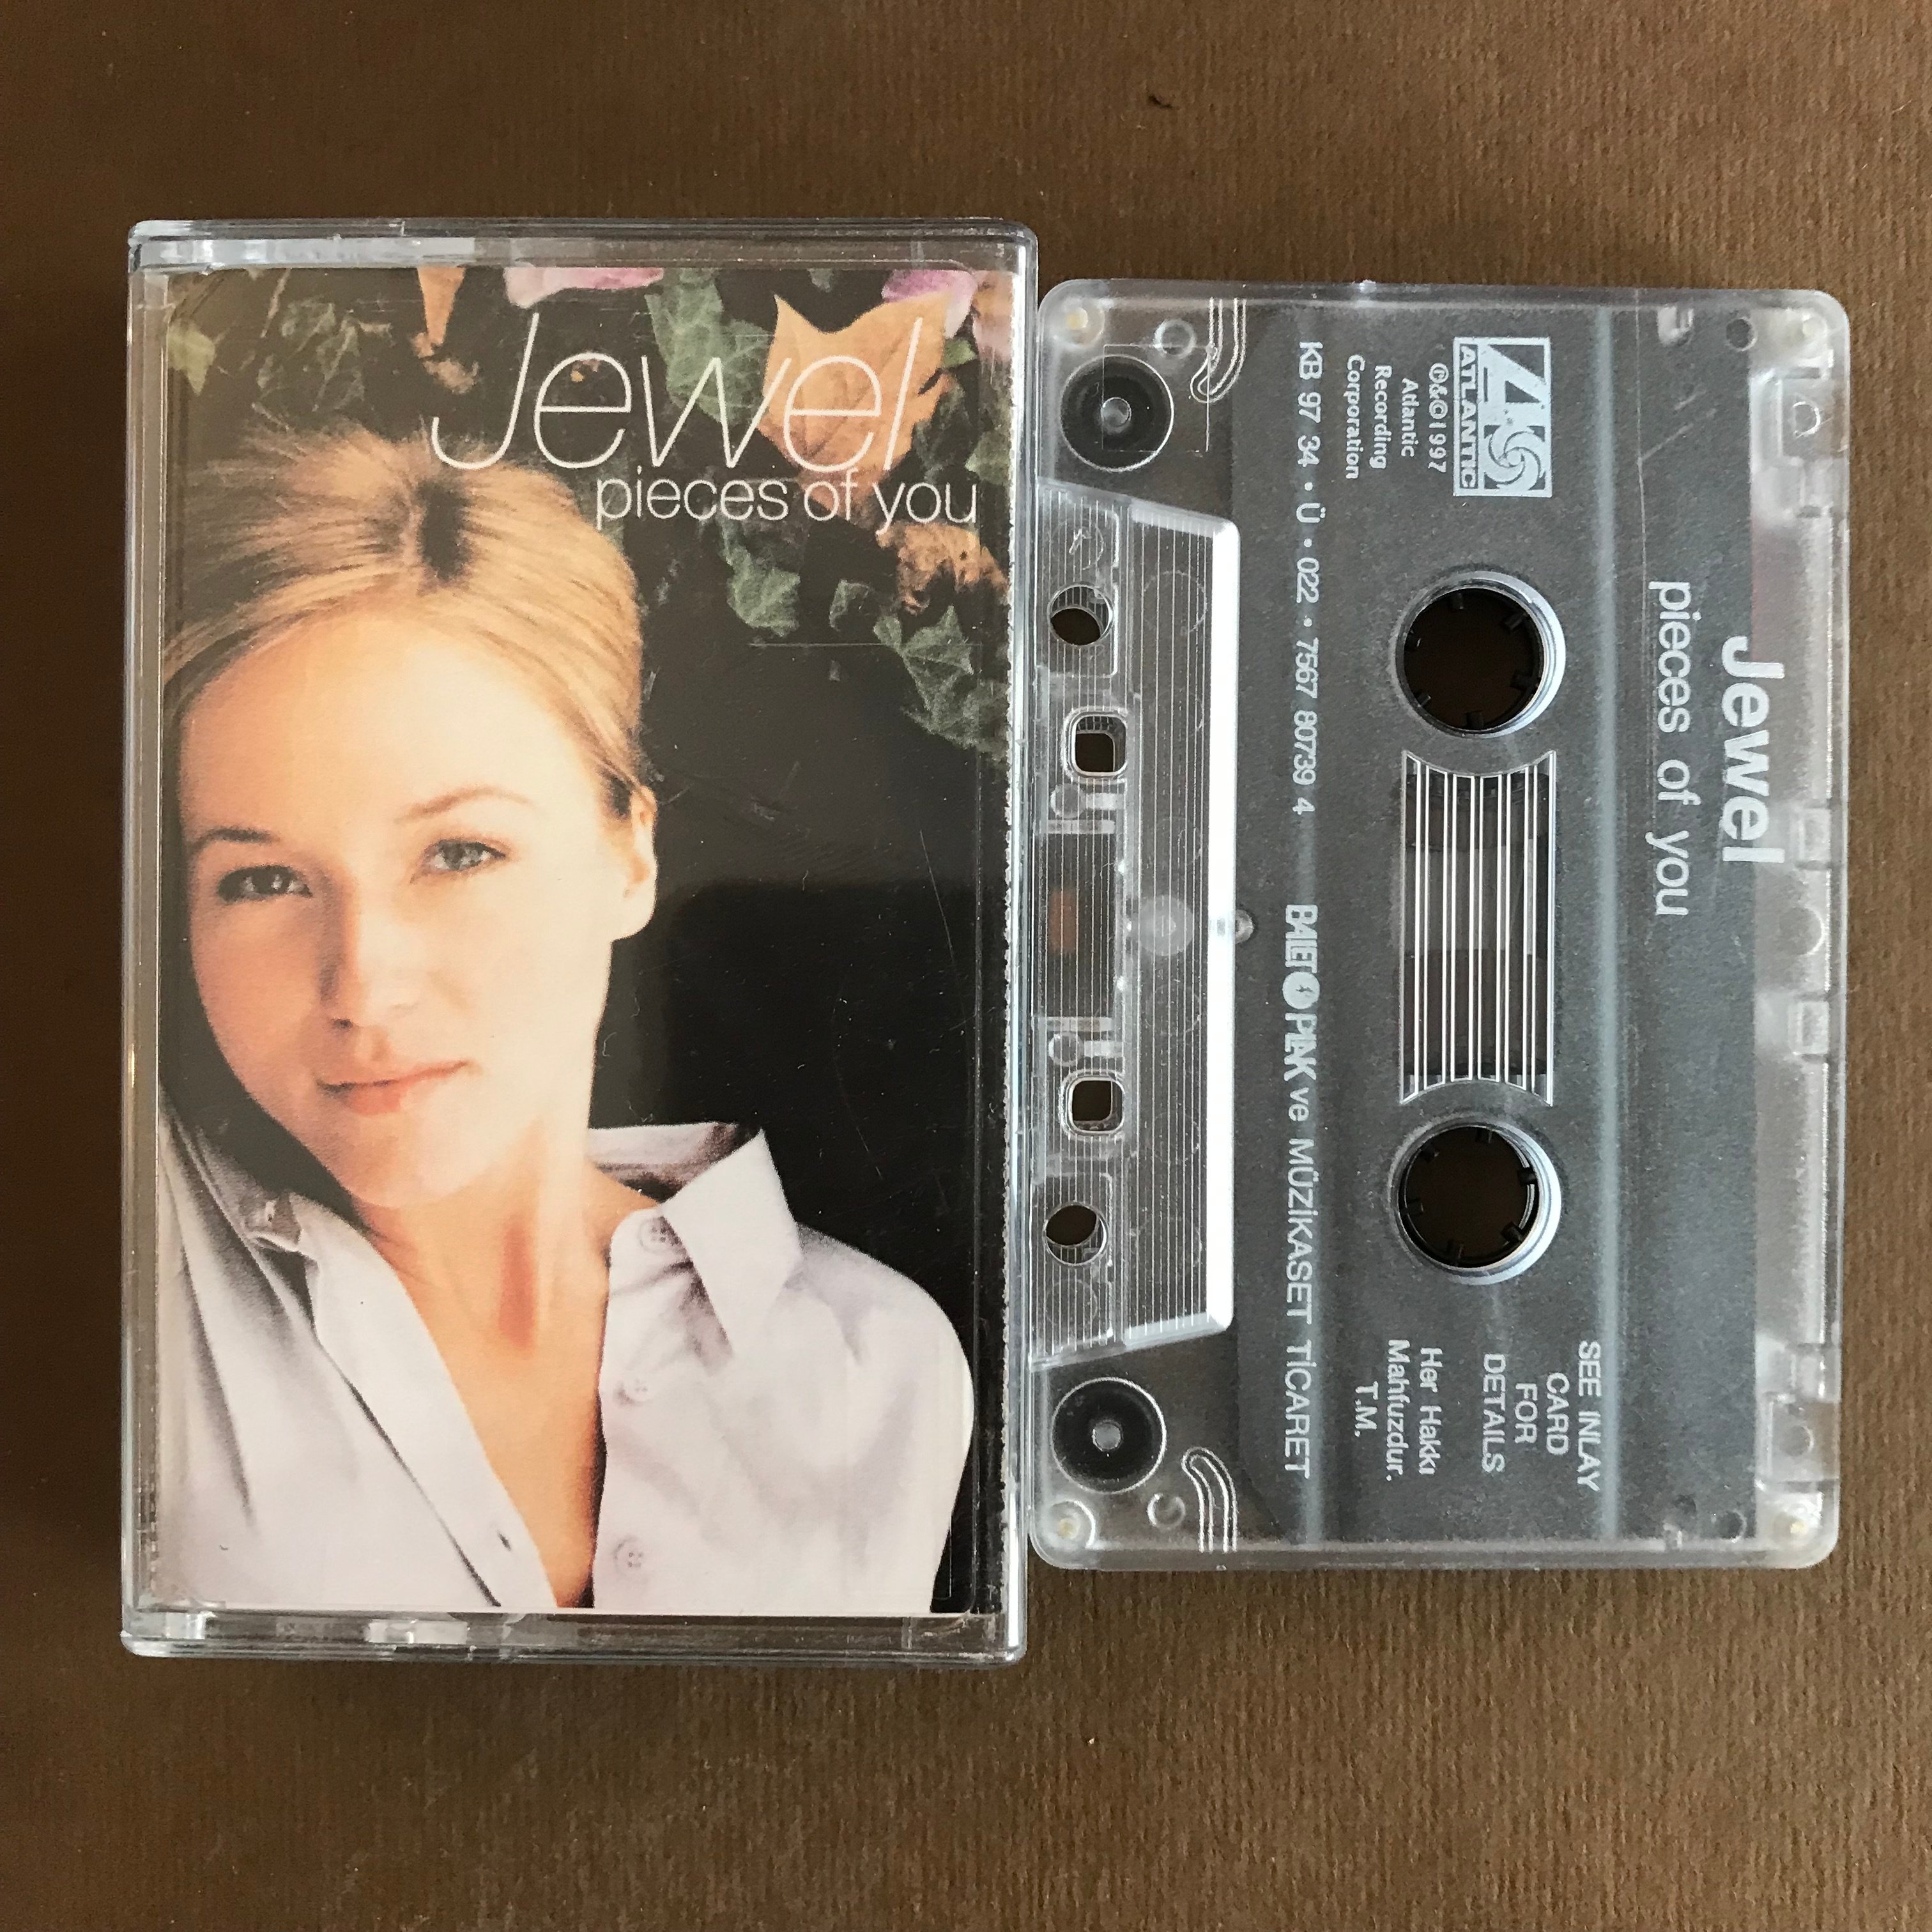 Jewel
pieces of you
Jewel
pieces of you
ATLANTIC
℗&©1997
Atlantic
Recording
Corporation
SEE INLAY
CARD
FOR
DETAILS
Her Hakkı
Mahfuzdur.
T.M.
KB 97 34 • Ü • 022 • 7567 80739 4 BALET PLAK ve MÜZİKASET TİCARET